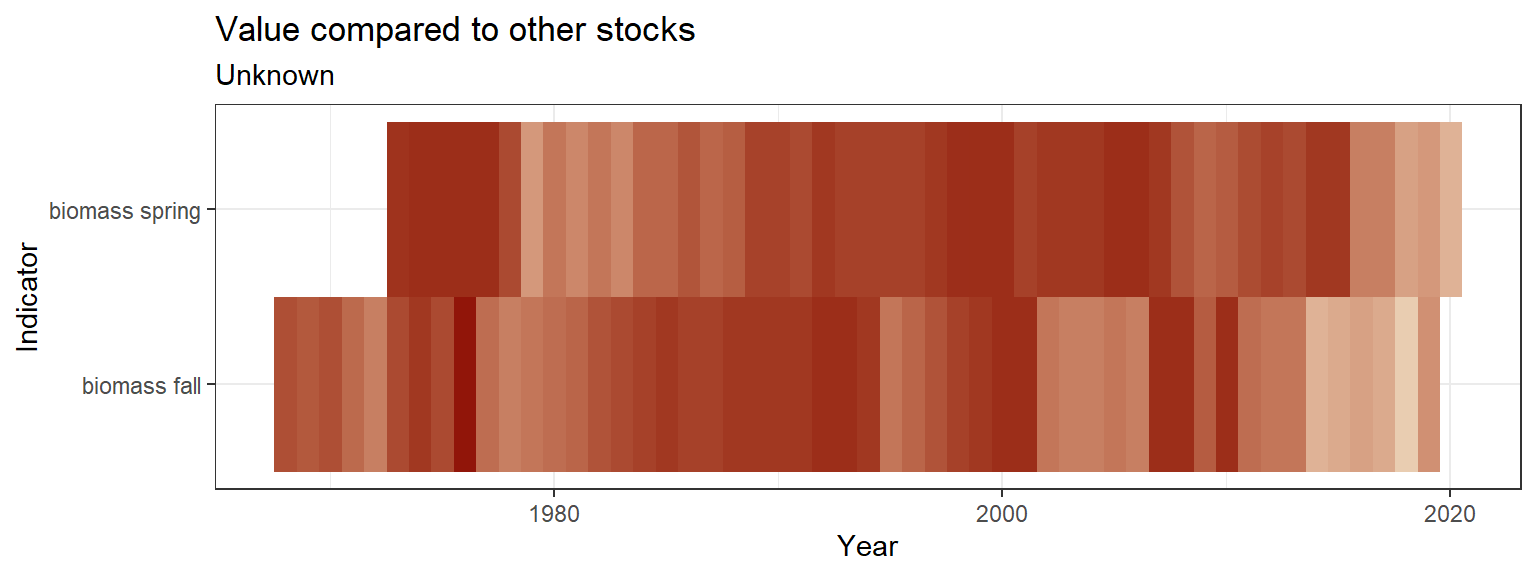 Value compared to other stocks
Unknown
Indicator
biomass spring
biomass fall
1980 2000 2020
Year